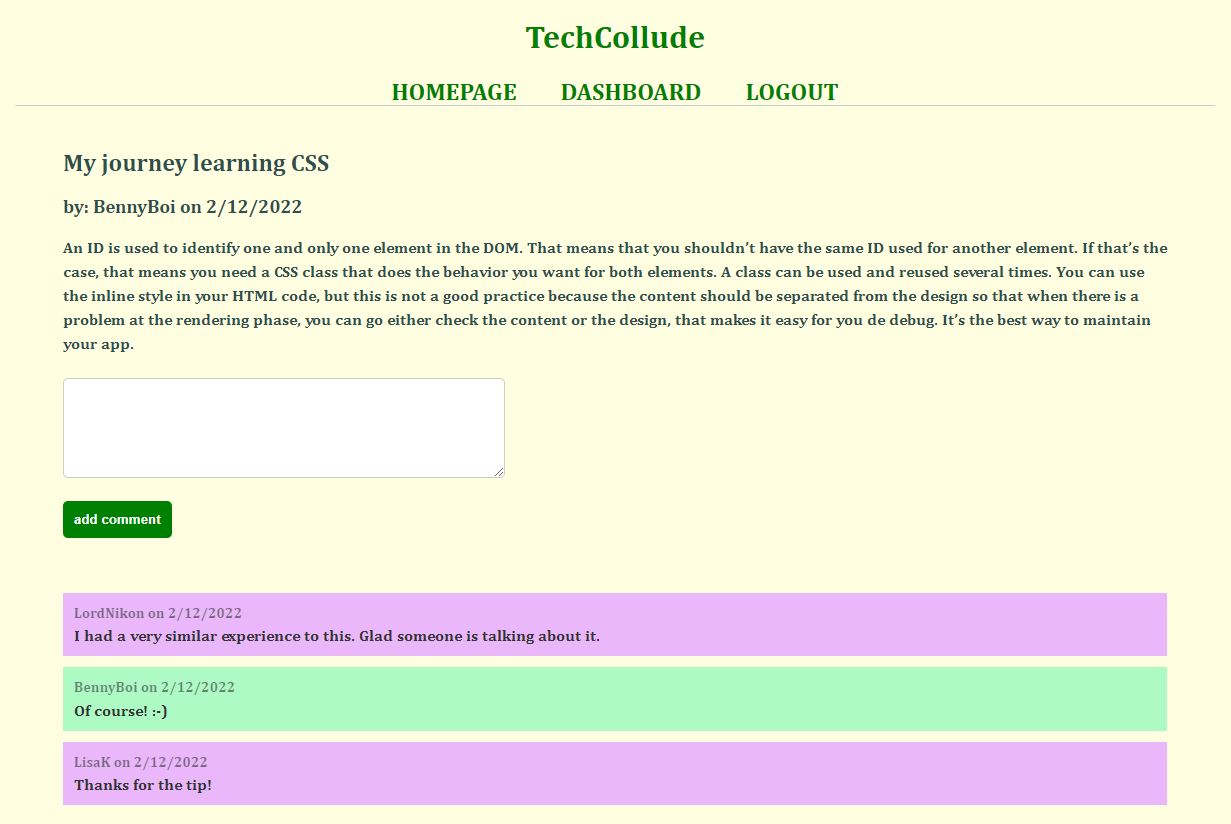 TechCollude
HOMEPAGE DASHBOARD LOGOUT
My journey learning CSS
by: BennyBoi on 2/12/2022
An ID is used to identify one and only one element in the DOM. That means that you shouldn’t have the same ID used for another element. If that’s the
case, that means you need a CSS class that does the behavior you want for both elements. A class can be used and reused several times. You can use
the inline style in your HTML code, but this is not a good practice because the content should be separated from the design so that when there is a
problem at the rendering phase, you can go either check the content or the design, that makes it easy for you de debug. It’s the best way to maintain
your app.
add comment
LordNikon on 2/12/2022
I had a very similar experience to this. Glad someone is talking about it.
BennyBoi on 2/12/2022
Of course! :-)
LisaK on 2/12/2022
Thanks for the tip!